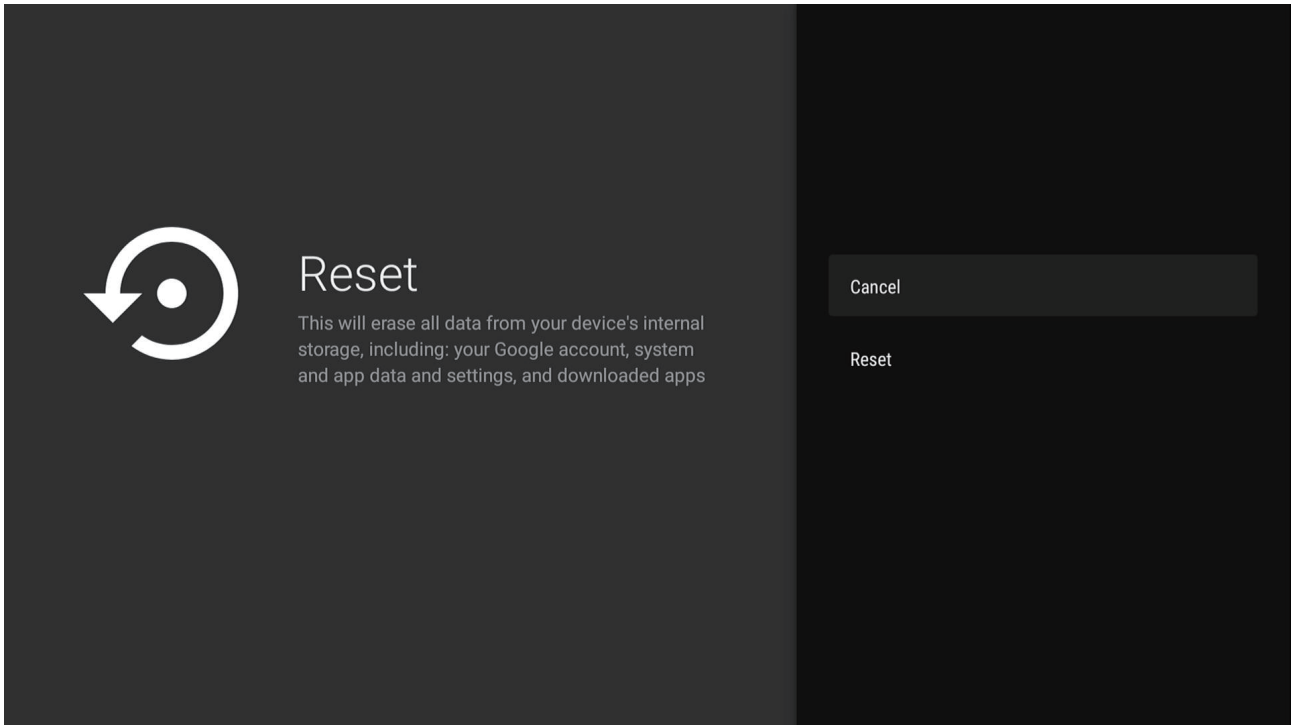 Reset
This will erase all data from your device's internal
storage, including: your Google account, system
and app data and settings, and downloaded apps
Cancel
Reset